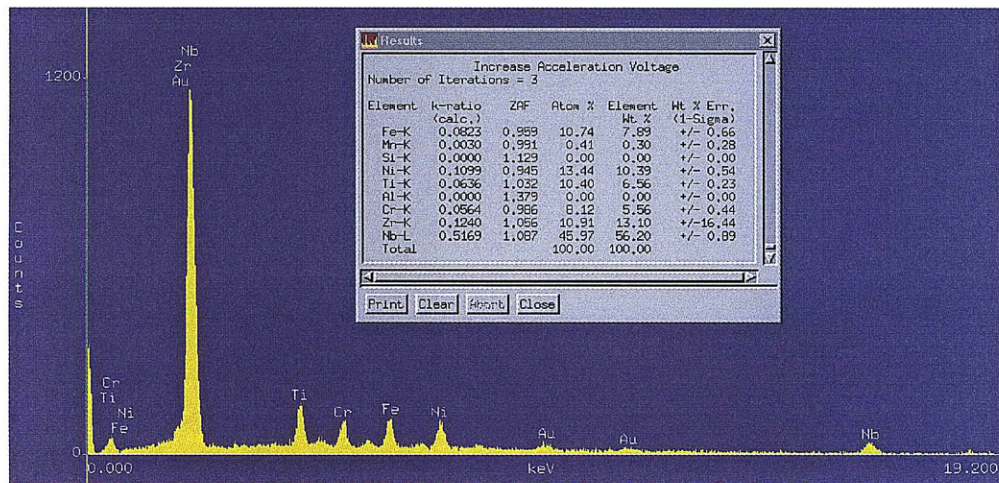 1200
Nb
Zr
Au
Results
Increase Acceleration Voltage
Number of Iterations = 3
Element k-ratio ZAF Atom % Element Wt % Err.
(calc.) Wt % (1-Sigma)
Fe-K 0.0823 0.959 10.74 7.89 +/- 0.66
Mn-K 0.0030 0.991 0.41 0.30 +/- 0.28
Si-K 0.0000 1.129 0.00 0.00 +/- 0.00
Ni-K 0.1099 0.945 13.44 10.39 +/- 0.54
Ti-K 0.0636 1.032 10.40 6.56 +/- 0.23
Al-K 0.0000 1.379 0.00 0.00 +/- 0.00
Cr-K 0.0564 0.986 8.12 5.56 +/- 0.44
Zr-K 0.1240 1.056 10.91 13.10 +/-16.44
Nb-L 0.5169 1.087 45.97 56.20 +/- 0.89
Total 100.00 100.00
Print Clear Abort Close
Counts
Cr
Ti
Ni
Fe
Ti
Cr
Fe
Ni
Au
Au
Nb
0
0.000 keV 19.200